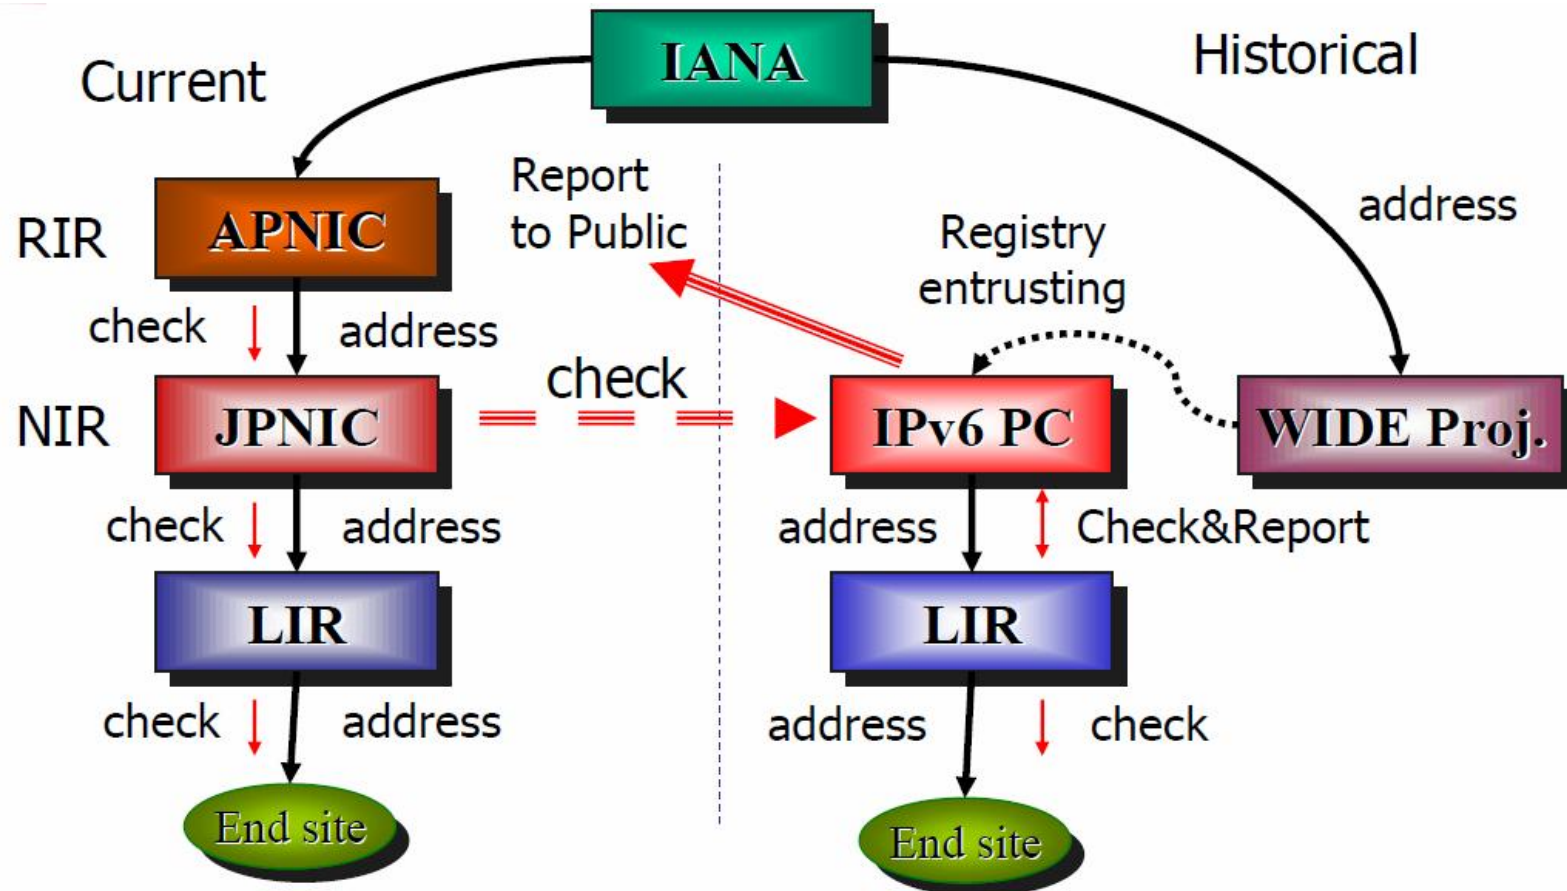 IANA
Current
Historical
Report
to Public
RIR
APNIC
address
Registry
entrusting
check
address
NIR
JPNIC
check
IPv6 PC
WIDE Proj.
check
address
address
Check&Report
LIR
LIR
check
address
address
check
End site
End site